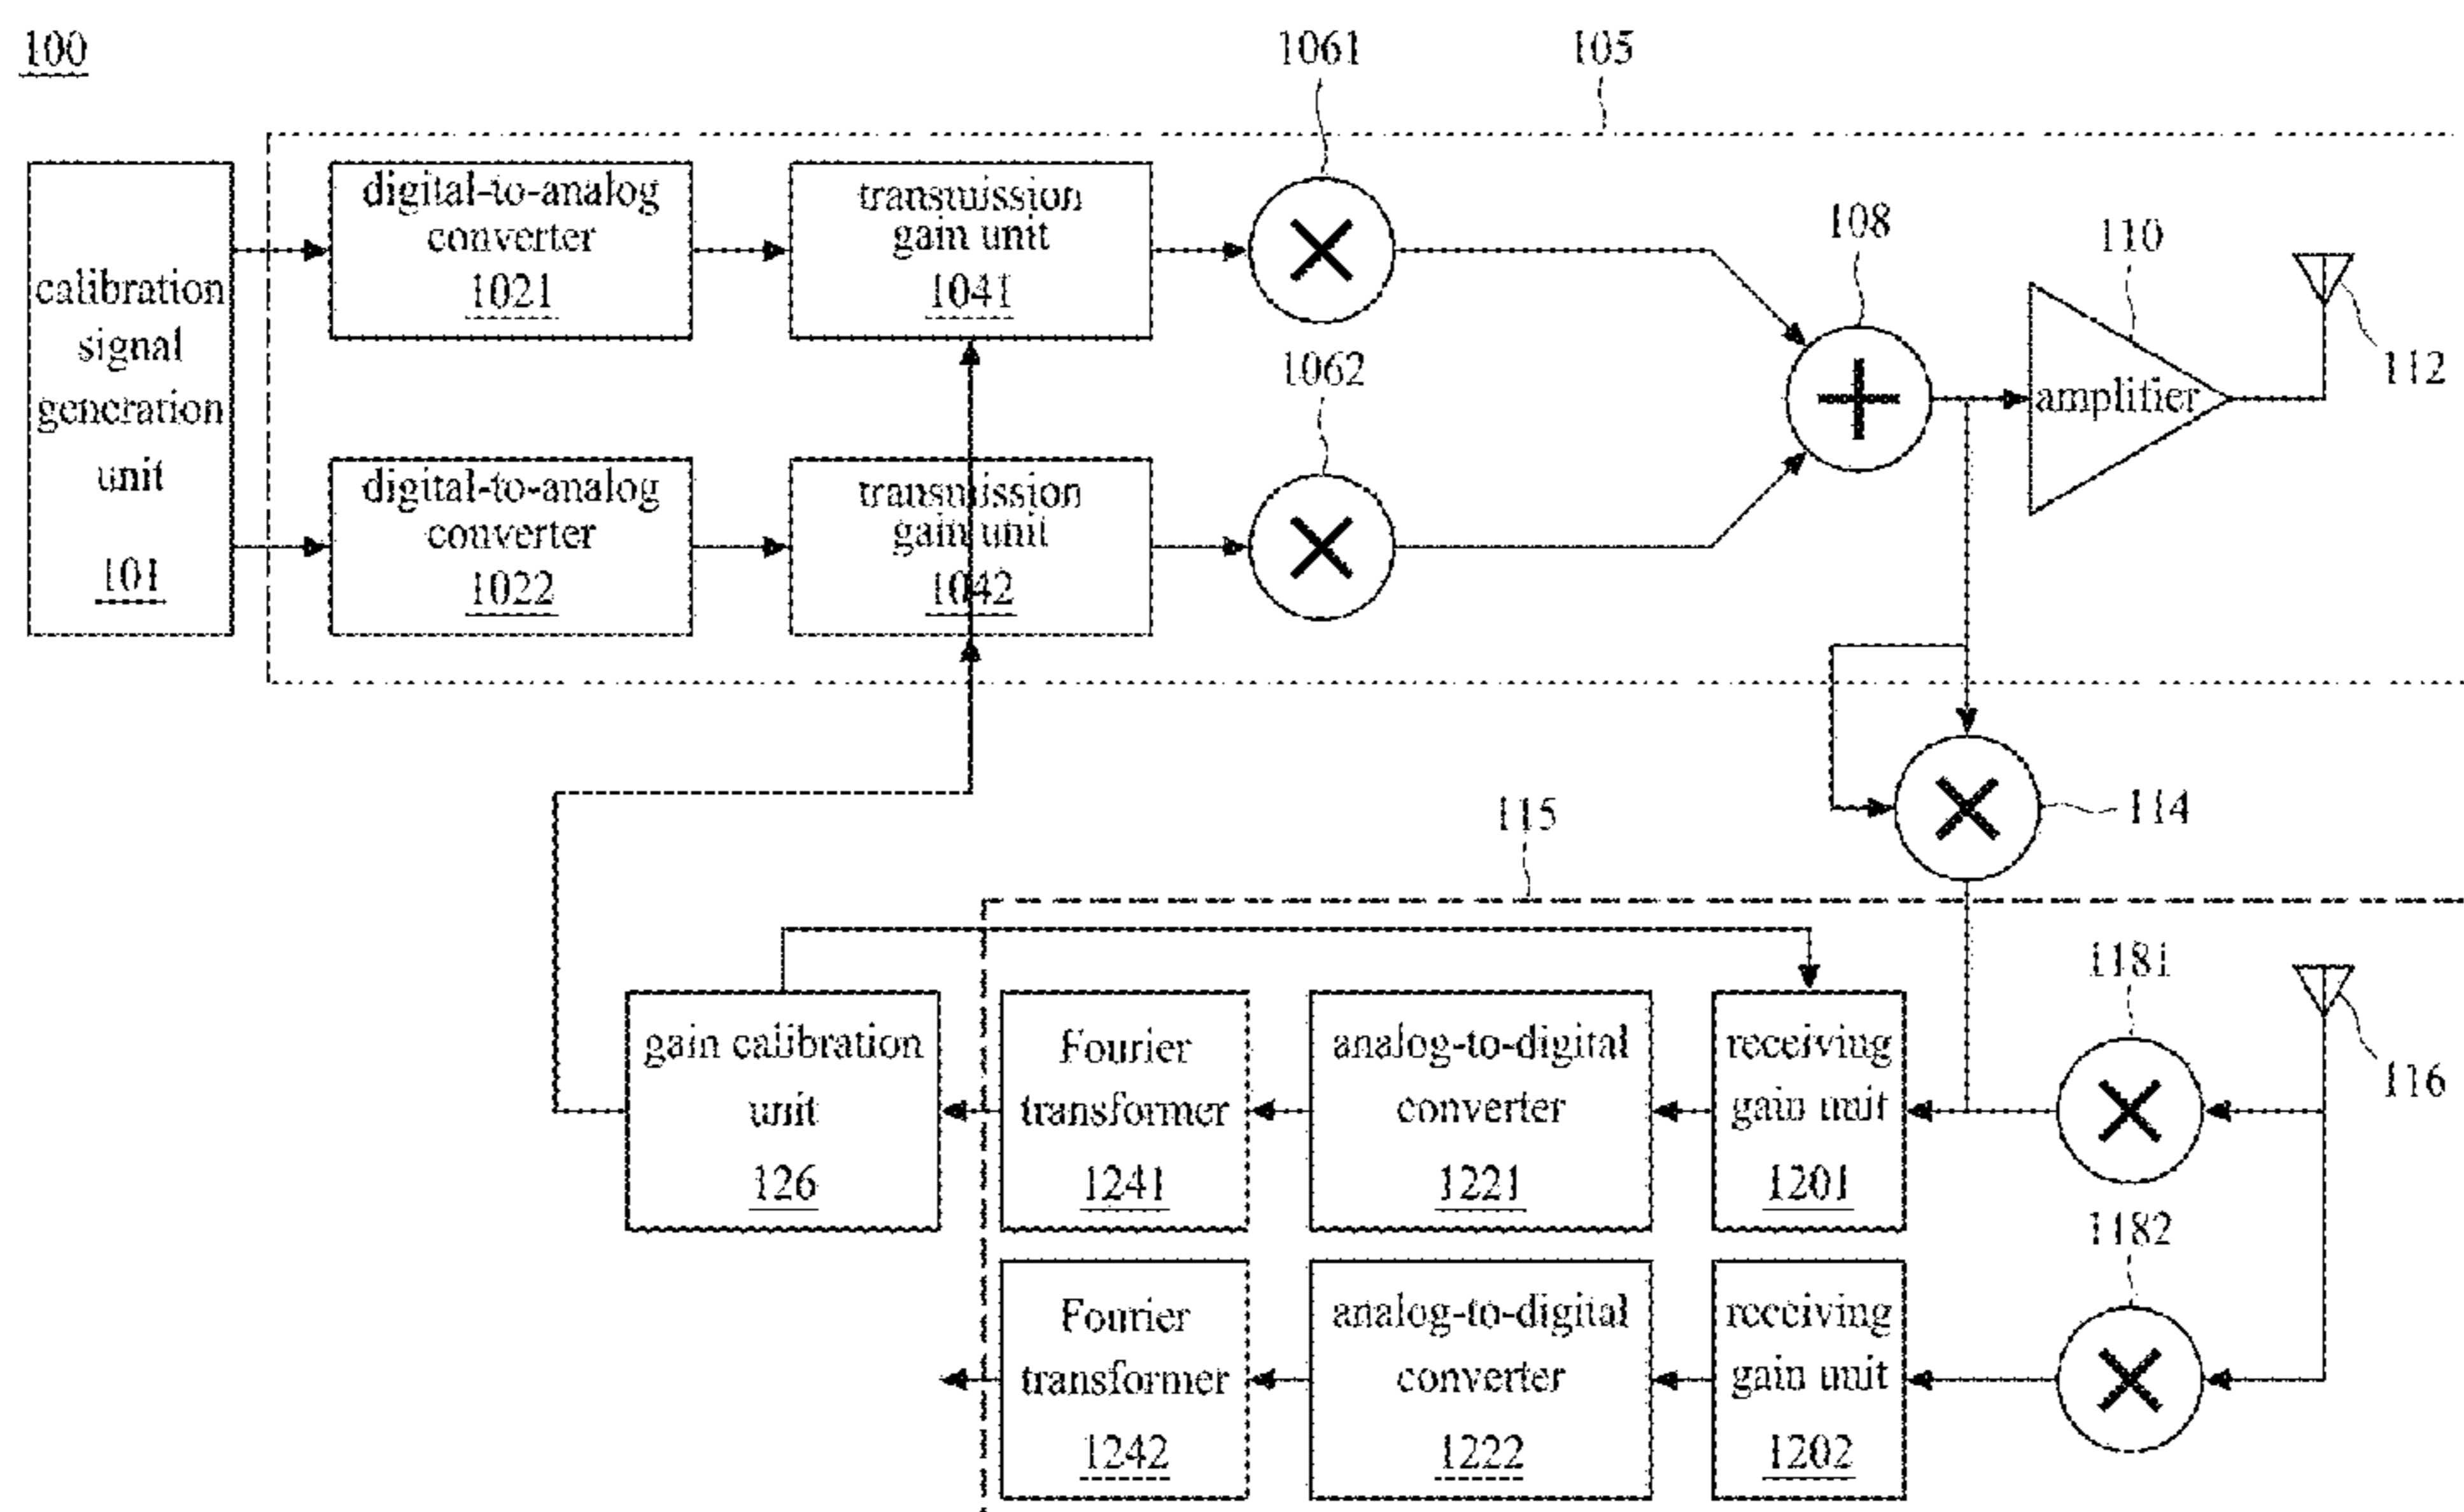 100
1061
105
calibration
signal
generation
unit
101
digital-to-analog
converter
1021
transmission
gain unit
1041
108
110
amplifier
112
1062
digital-to-analog
converter
1022
transmission
gain unit
1042
114
115
gain calibration
unit
126
Fourier
transformer
1241
analog-to-digital
converter
1221
receiving
gain unit
1201
1181
116
1182
Fourier
transformer
1242
analog-to-digital
converter
1222
receiving
gain unit
1202